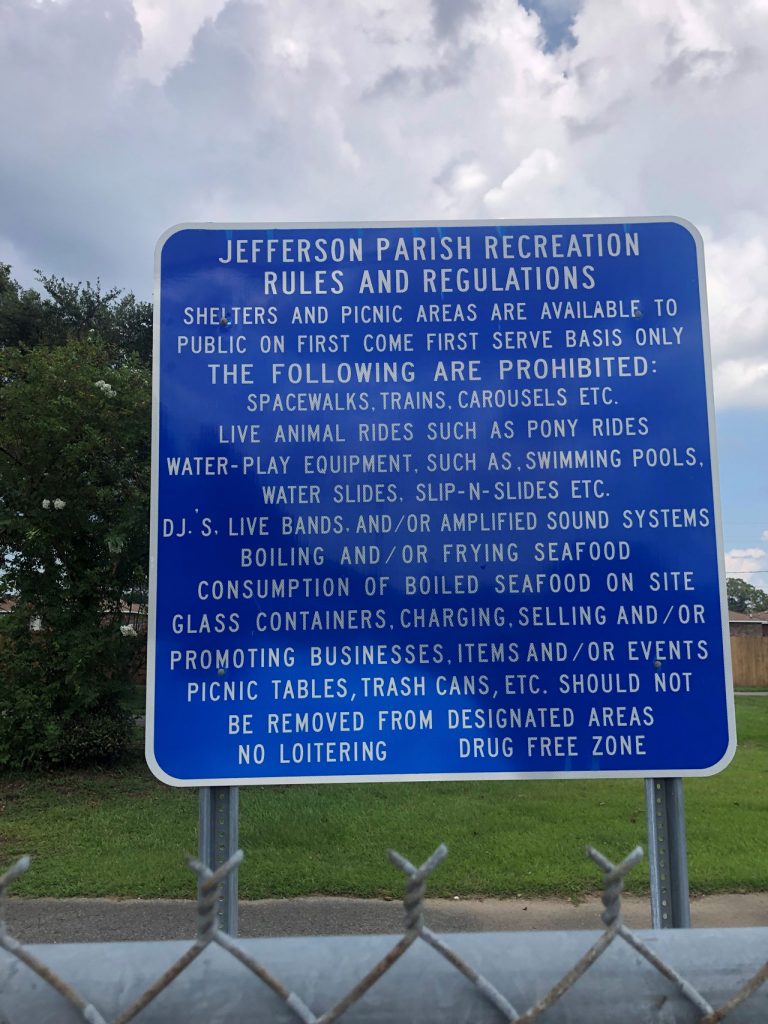 JEFFERSON PARISH RECREATION
RULES AND REGULATIONS
SHELTERS AND PICNIC AREAS ARE AVAILABLE TO
PUBLIC ON FIRST COME FIRST SERVE BASIS ONLY
THE FOLLOWING ARE PROHIBITED:
SPACEWALKS, TRAINS, CAROUSELS ETC.
LIVE ANIMAL RIDES SUCH AS PONY RIDES
WATER-PLAY EQUIPMENT, SUCH AS, SWIMMING POOLS,
WATER SLIDES, SLIP-N-SLIDES ETC.
DJ.'S, LIVE BANDS, AND/OR AMPLIFIED SOUND SYSTEMS
BOILING AND/OR FRYING SEAFOOD
CONSUMPTION OF BOILED SEAFOOD ON SITE
GLASS CONTAINERS, CHARGING, SELLING AND/OR
PROMOTING BUSINESSES, ITEMS AND/OR EVENTS
PICNIC TABLES, TRASH CANS, ETC. SHOULD NOT
BE REMOVED FROM DESIGNATED AREAS
NO LOITERING DRUG FREE ZONE